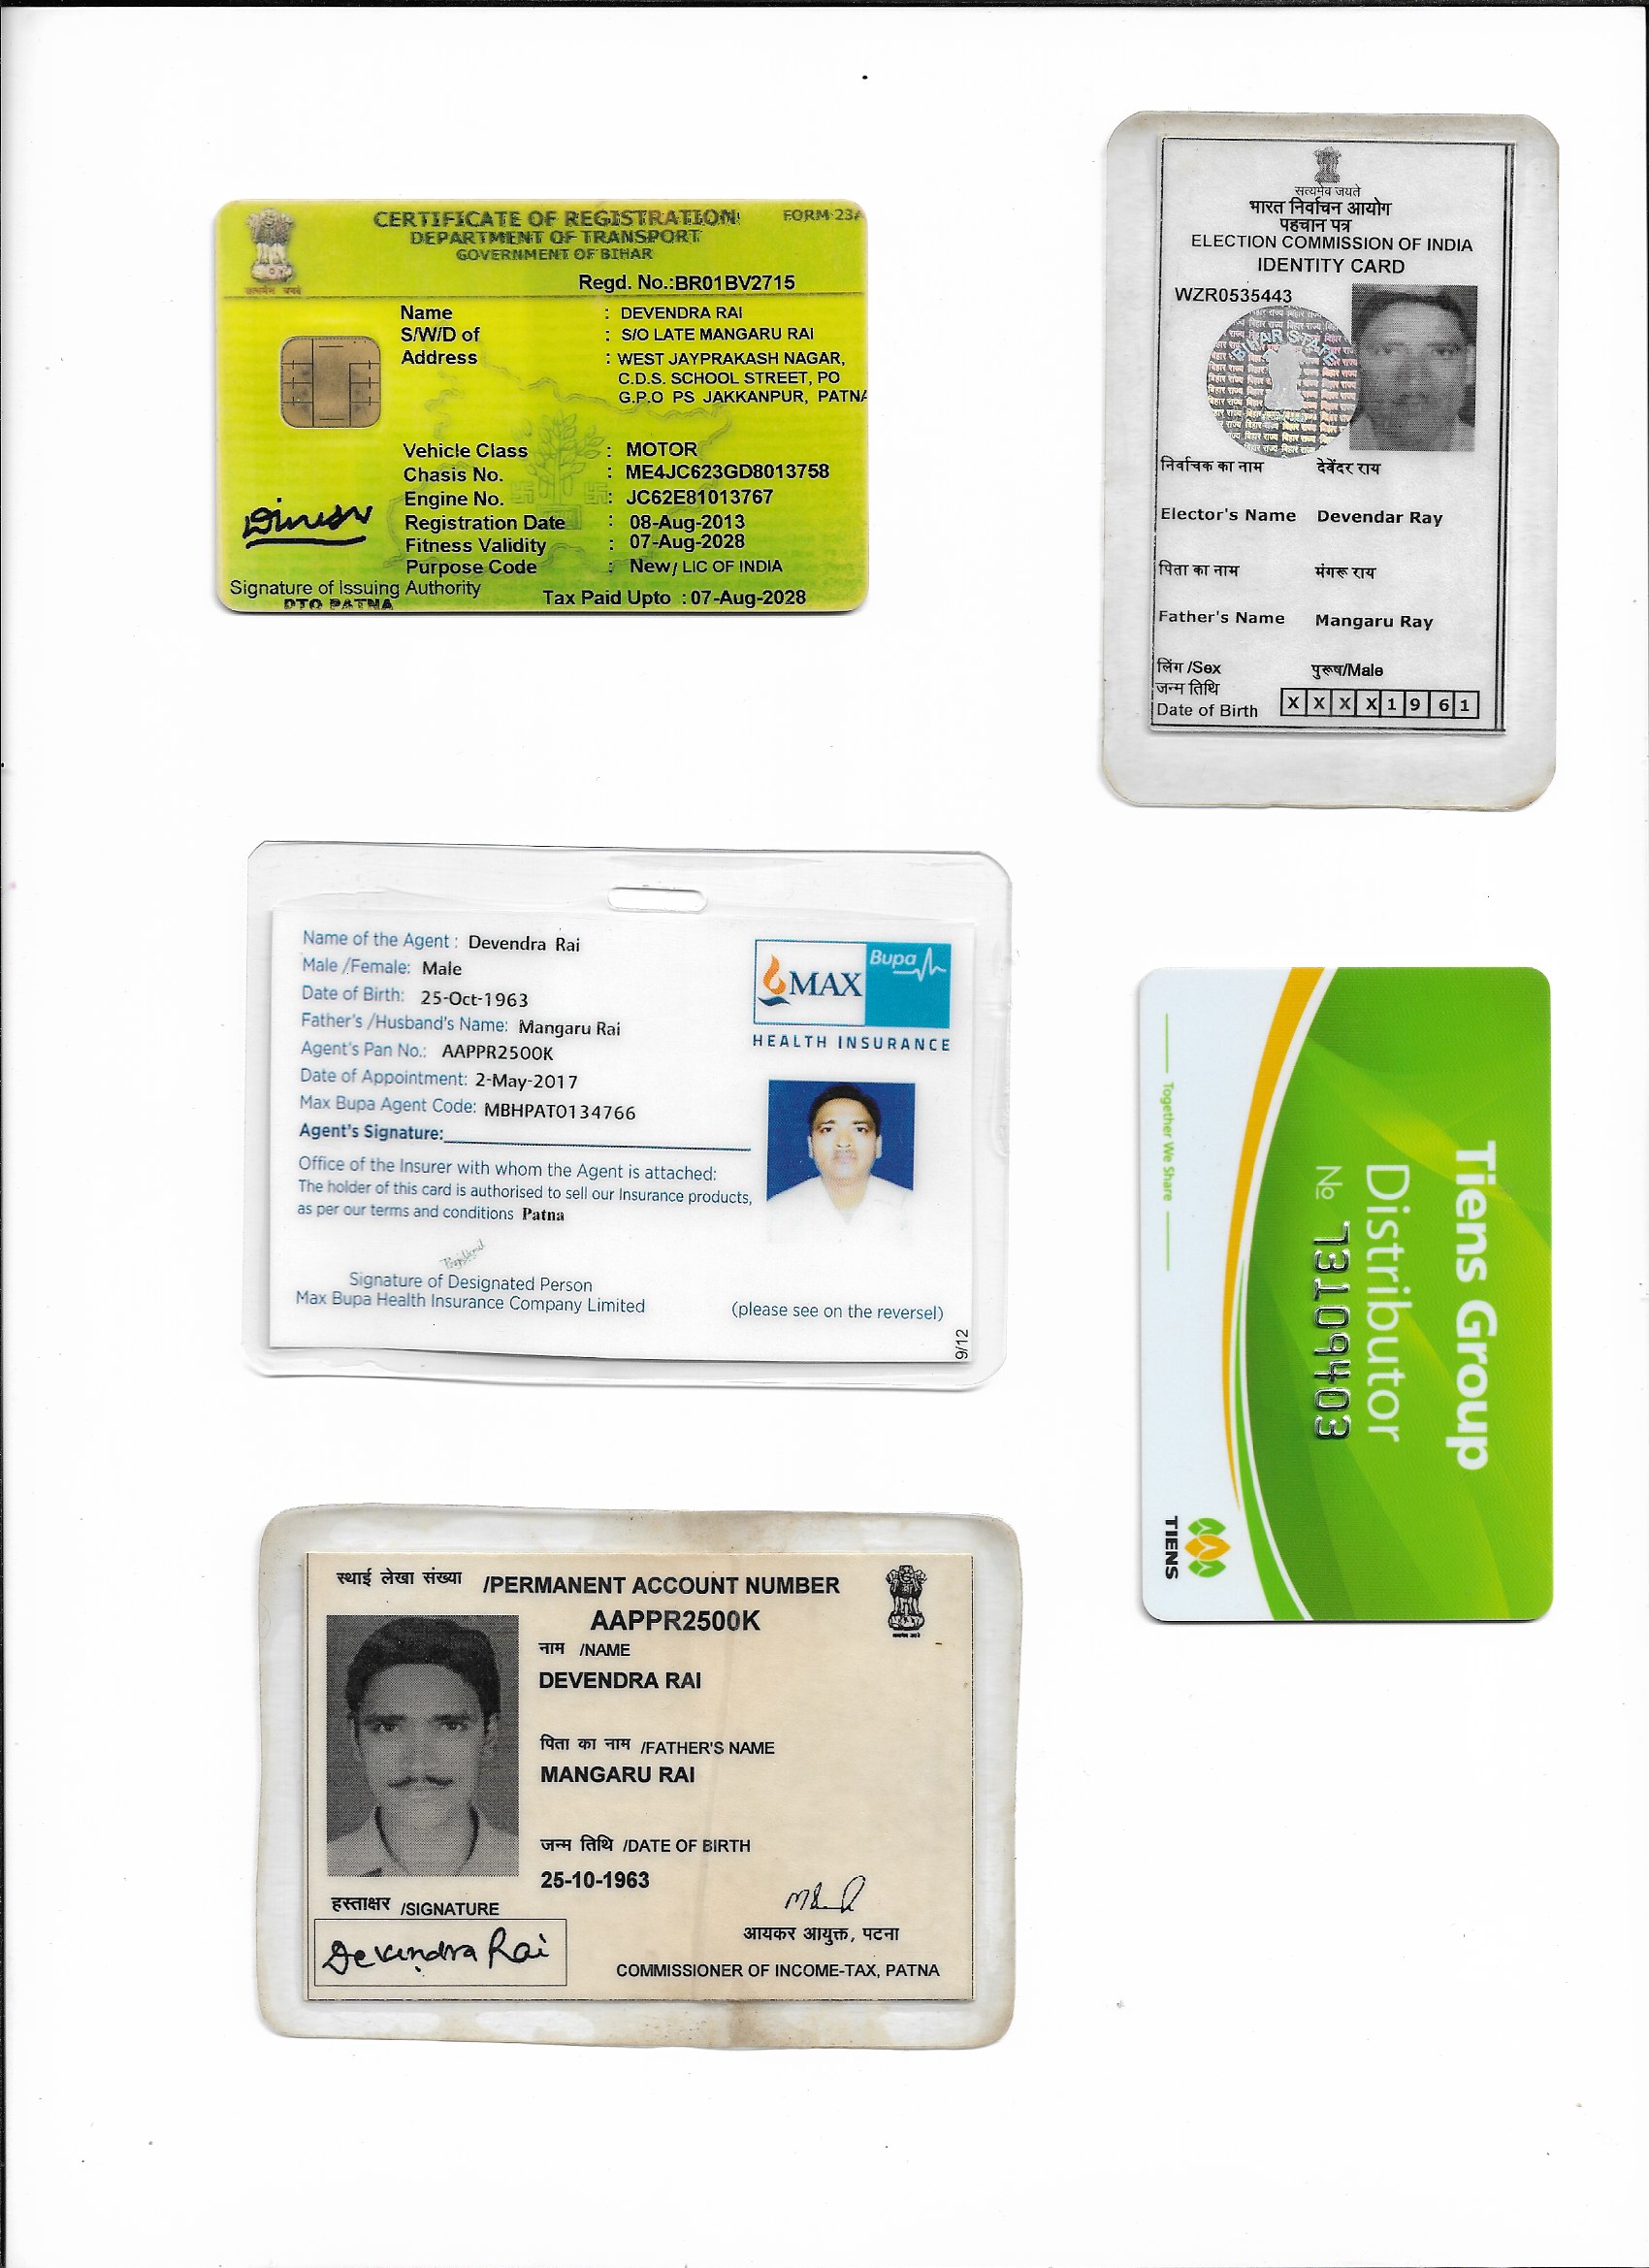 CERTIFICATE OF REGISTRATION
FORM 23A
DEPARTMENT OF TRANSPORT
GOVERNMENT OF BIHAR
Regd. No.:BR01BV2715
Name : DEVENDRA RAI
S/W/D of : S/O LATE MANGARU RAI
Address : WEST JAYPRAKASH NAGAR,
C.D.S. SCHOOL STREET, PO
G.P.O PS JAKKANPUR, PATNA
Vehicle Class : MOTOR
Chasis No. : ME4JC623GD8013758
Engine No. : JC62E81013767
Registration Date : 08-Aug-2013
Fitness Validity : 07-Aug-2028
Purpose Code : New/ LIC OF INDIA
Signature of Issuing Authority
DTO PATNA
Tax Paid Upto : 07-Aug-2028
सत्यमेव जयते
भारत निर्वाचन आयोग
पहचान पत्र
ELECTION COMMISSION OF INDIA
IDENTITY CARD
WZR0535443
BIHAR STATE
निर्वाचक का नाम देवेंदर राय
Elector's Name Devendar Ray
पिता का नाम मंगरू राय
Father's Name Mangaru Ray
लिंग /Sex पुरूष/Male
जन्म तिथि
Date of Birth X X X X 1 9 6 1
Name of the Agent : Devendra Rai
Male /Female: Male
Date of Birth: 25-Oct-1963
Father's /Husband's Name: Mangaru Rai
Agent's Pan No.: AAPPR2500K
Date of Appointment: 2-May-2017
Max Bupa Agent Code: MBHPAT0134766
Agent's Signature:
Office of the Insurer with whom the Agent is attached:
The holder of this card is authorised to sell our Insurance products,
as per our terms and conditions Patna
Signature of Designated Person
Max Bupa Health Insurance Company Limited
(please see on the reversel)
9/12
MAX
Bupa
HEALTH INSURANCE
Tiens Group
Distributor
No 73709403
Together We Share
TIENS
स्थाई लेखा संख्या /PERMANENT ACCOUNT NUMBER
AAPPR2500K
नाम /NAME
DEVENDRA RAI
पिता का नाम /FATHER'S NAME
MANGARU RAI
जन्म तिथि /DATE OF BIRTH
25-10-1963
हस्ताक्षर /SIGNATURE
Devendra Rai
आयकर आयुक्त, पटना
COMMISSIONER OF INCOME-TAX, PATNA